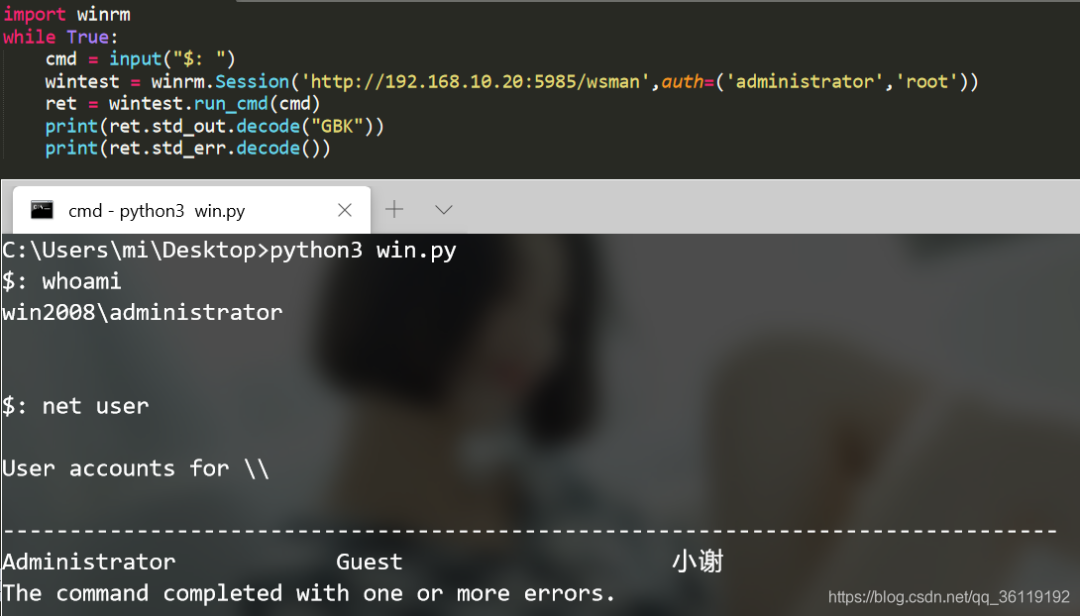 import winrm
while True:
    cmd = input("$: ")
    wintest = winrm.Session('http://192.168.10.20:5985/wsman',auth=('administrator','root'))
    ret = wintest.run_cmd(cmd)
    print(ret.std_out.decode("GBK"))
    print(ret.std_err.decode())
cmd - python3  win.py
C:\Users\mi\Desktop>python3 win.py
$: whoami
win2008\administrator
$: net user
User accounts for \\
-------------------------------------------------------------------------------
Administrator            Guest                    小谢
The command completed with one or more errors.
https://blog.csdn.net/qq_36119192